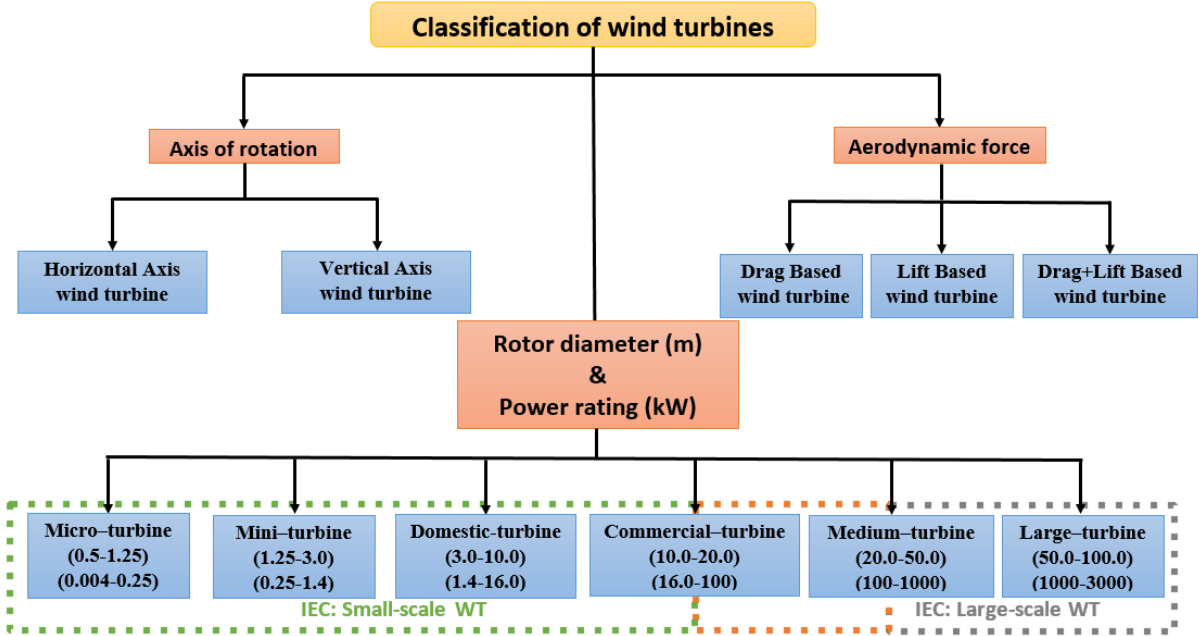 Classification of wind turbines
Axis of rotation
Aerodynamic force
Horizontal Axis
wind turbine
Vertical Axis
wind turbine
Drag Based
wind turbine
Lift Based
wind turbine
Drag+Lift Based
wind turbine
Rotor diameter (m)
&
Power rating (kW)
Micro–turbine
(0.5-1.25)
(0.004-0.25)
Mini–turbine
(1.25-3.0)
(0.25-1.4)
Domestic-turbine
(3.0-10.0)
(1.4-16.0)
Commercial–turbine
(10.0-20.0)
(16.0-100)
Medium–turbine
(20.0-50.0)
(100-1000)
Large–turbine
(50.0-100.0)
(1000-3000)
IEC: Small-scale WT
IEC: Large-scale WT